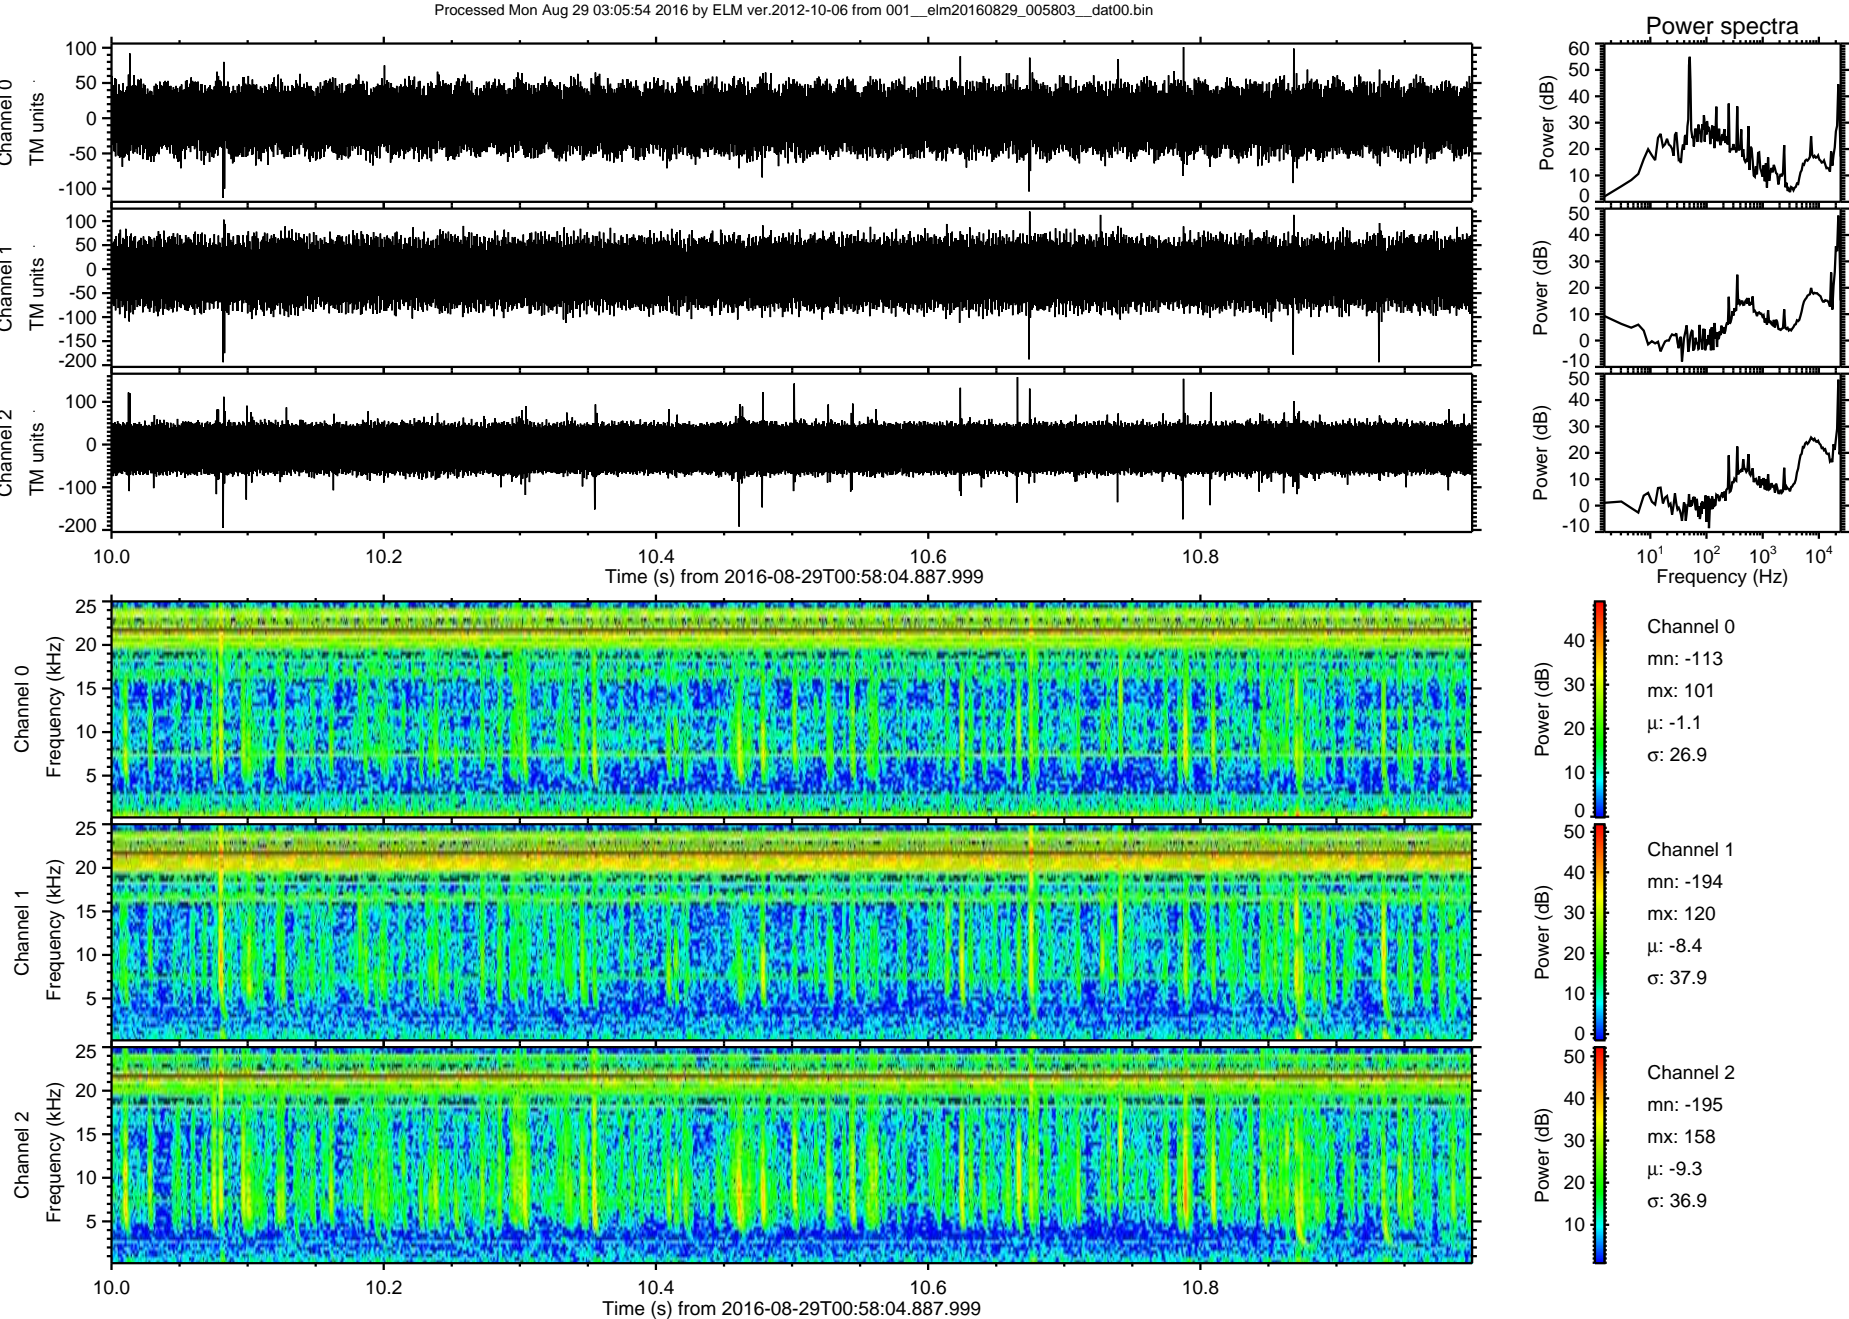 Processed Mon Aug 29 03:05:54 2016 by ELM ver.2012-10-06 from 001__elm20160829_005803__dat00.bin
Power spectra
Channel 0
TM units
100
50
0
-50
-100
Power (dB)
60
50
40
30
20
10
0
Channel 1
TM units
100
50
0
-50
-100
-150
-200
Power (dB)
50
40
30
20
10
0
-10
Channel 2
TM units
100
0
-100
-200
Power (dB)
50
40
30
20
10
0
-10
10.0 10.2 10.4 10.6 10.8
Time (s) from 2016-08-29T00:58:04.887.999
10^1 10^2 10^3 10^4
Frequency (Hz)
Channel 0
Frequency (kHz)
25
20
15
10
5
Power (dB)
40
30
20
10
0
Channel 0
mn: -113
mx: 101
μ: -1.1
σ: 26.9
Channel 1
Frequency (kHz)
25
20
15
10
5
Power (dB)
50
40
30
20
10
0
Channel 1
mn: -194
mx: 120
μ: -8.4
σ: 37.9
Channel 2
Frequency (kHz)
25
20
15
10
5
Power (dB)
50
40
30
20
10
Channel 2
mn: -195
mx: 158
μ: -9.3
σ: 36.9
10.0 10.2 10.4 10.6 10.8
Time (s) from 2016-08-29T00:58:04.887.999